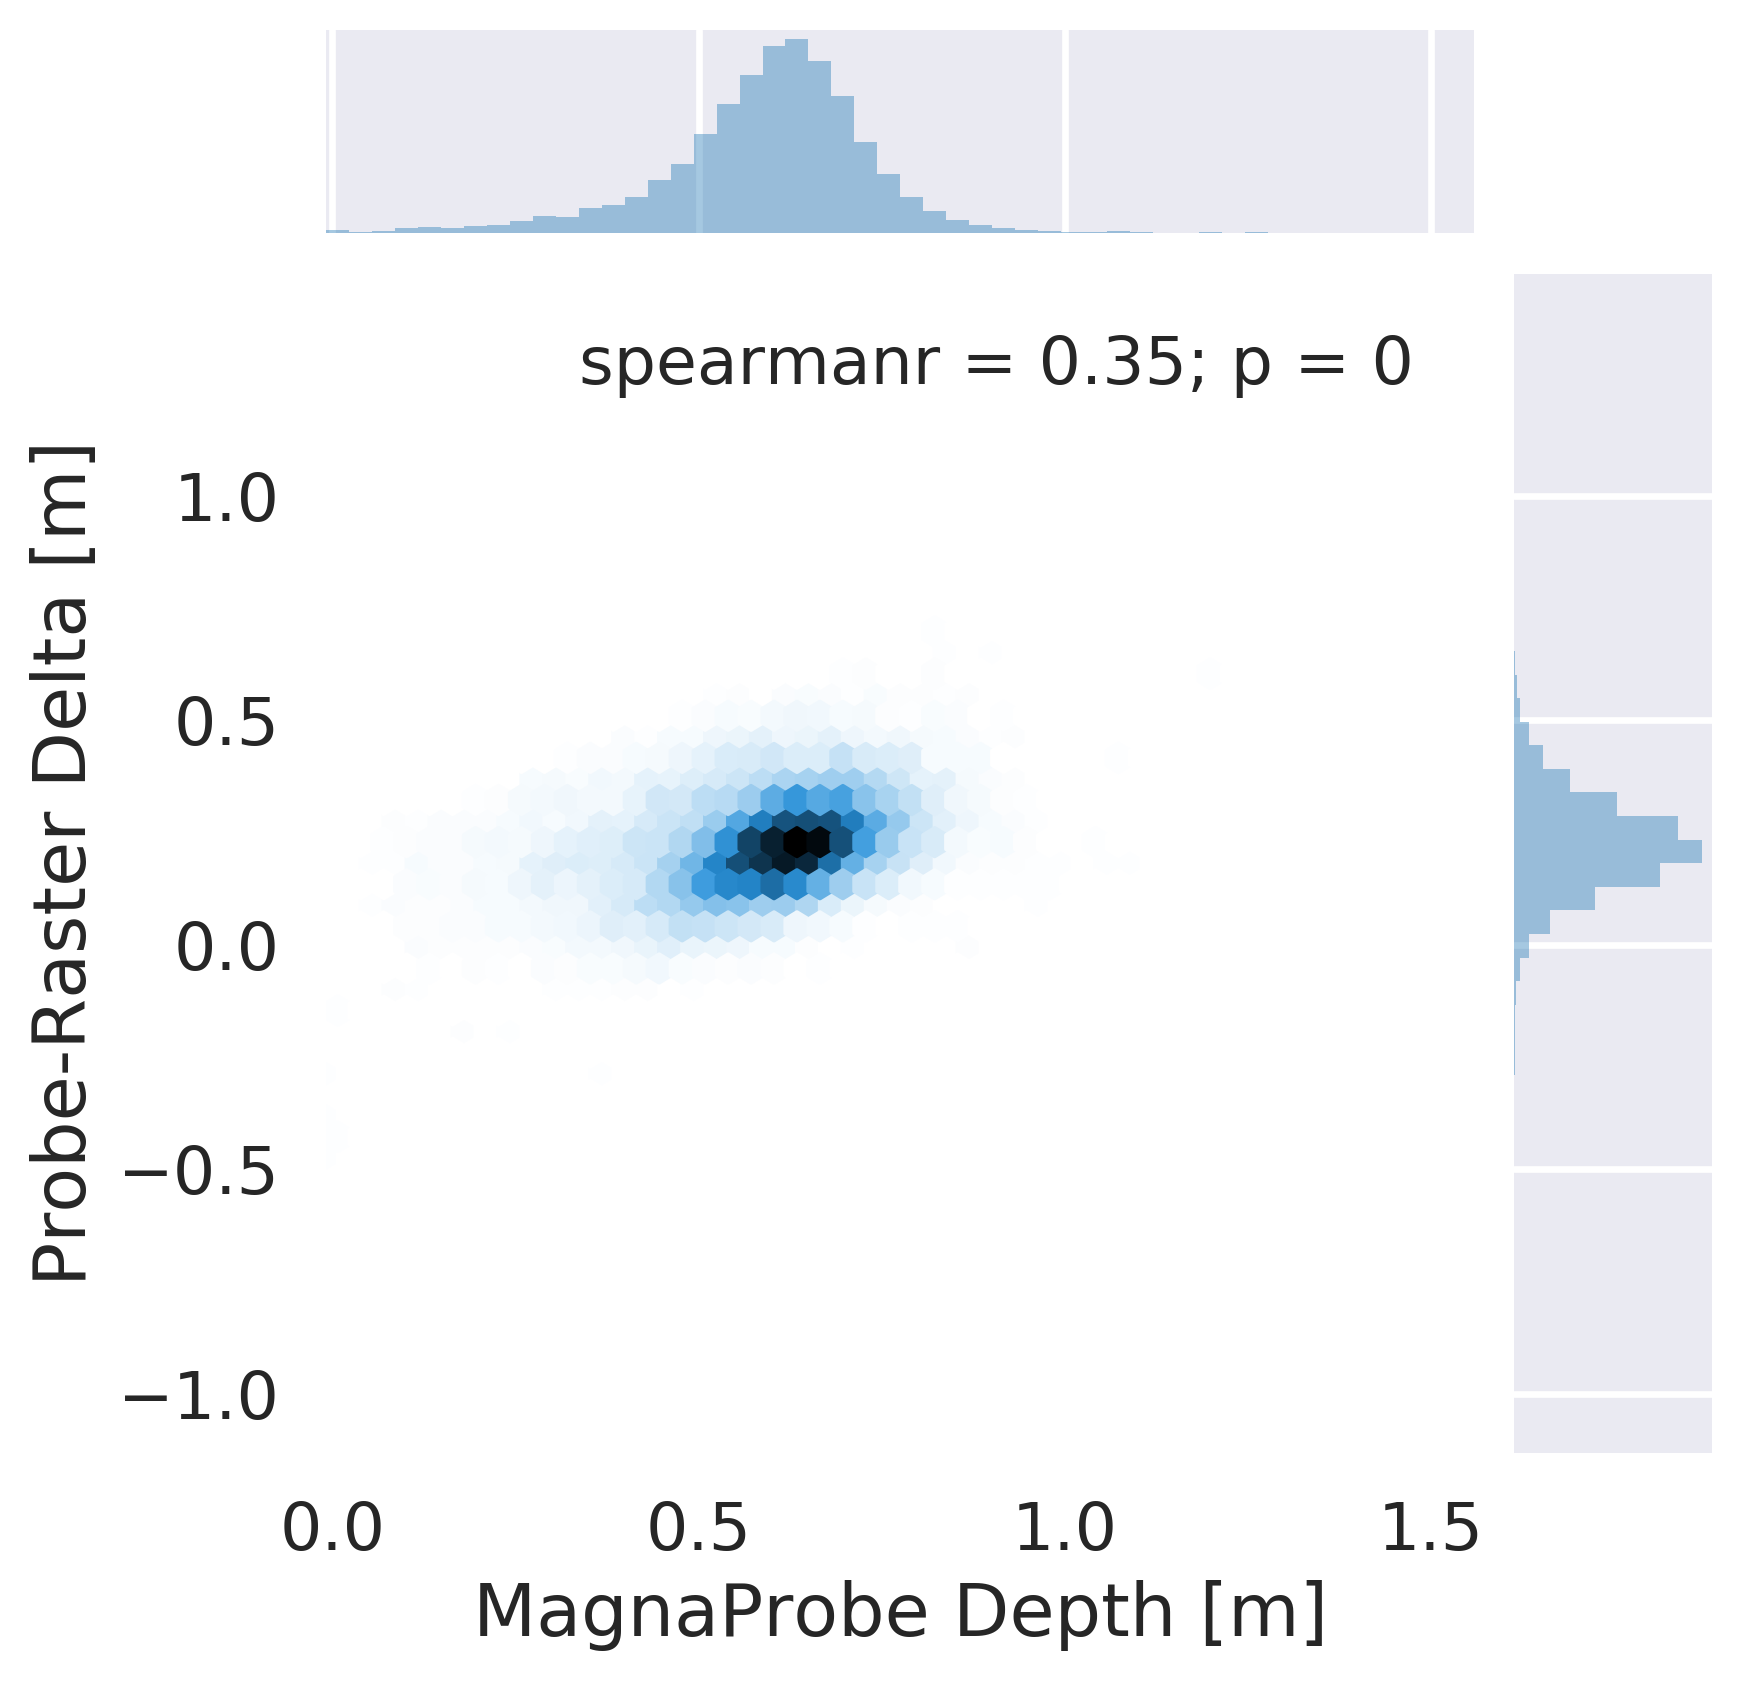 spearmanr = 0.35; p = 0
Probe-Raster Delta [m]
1.0
0.5
0.0
−0.5
−1.0
0.0 0.5 1.0 1.5
MagnaProbe Depth [m]